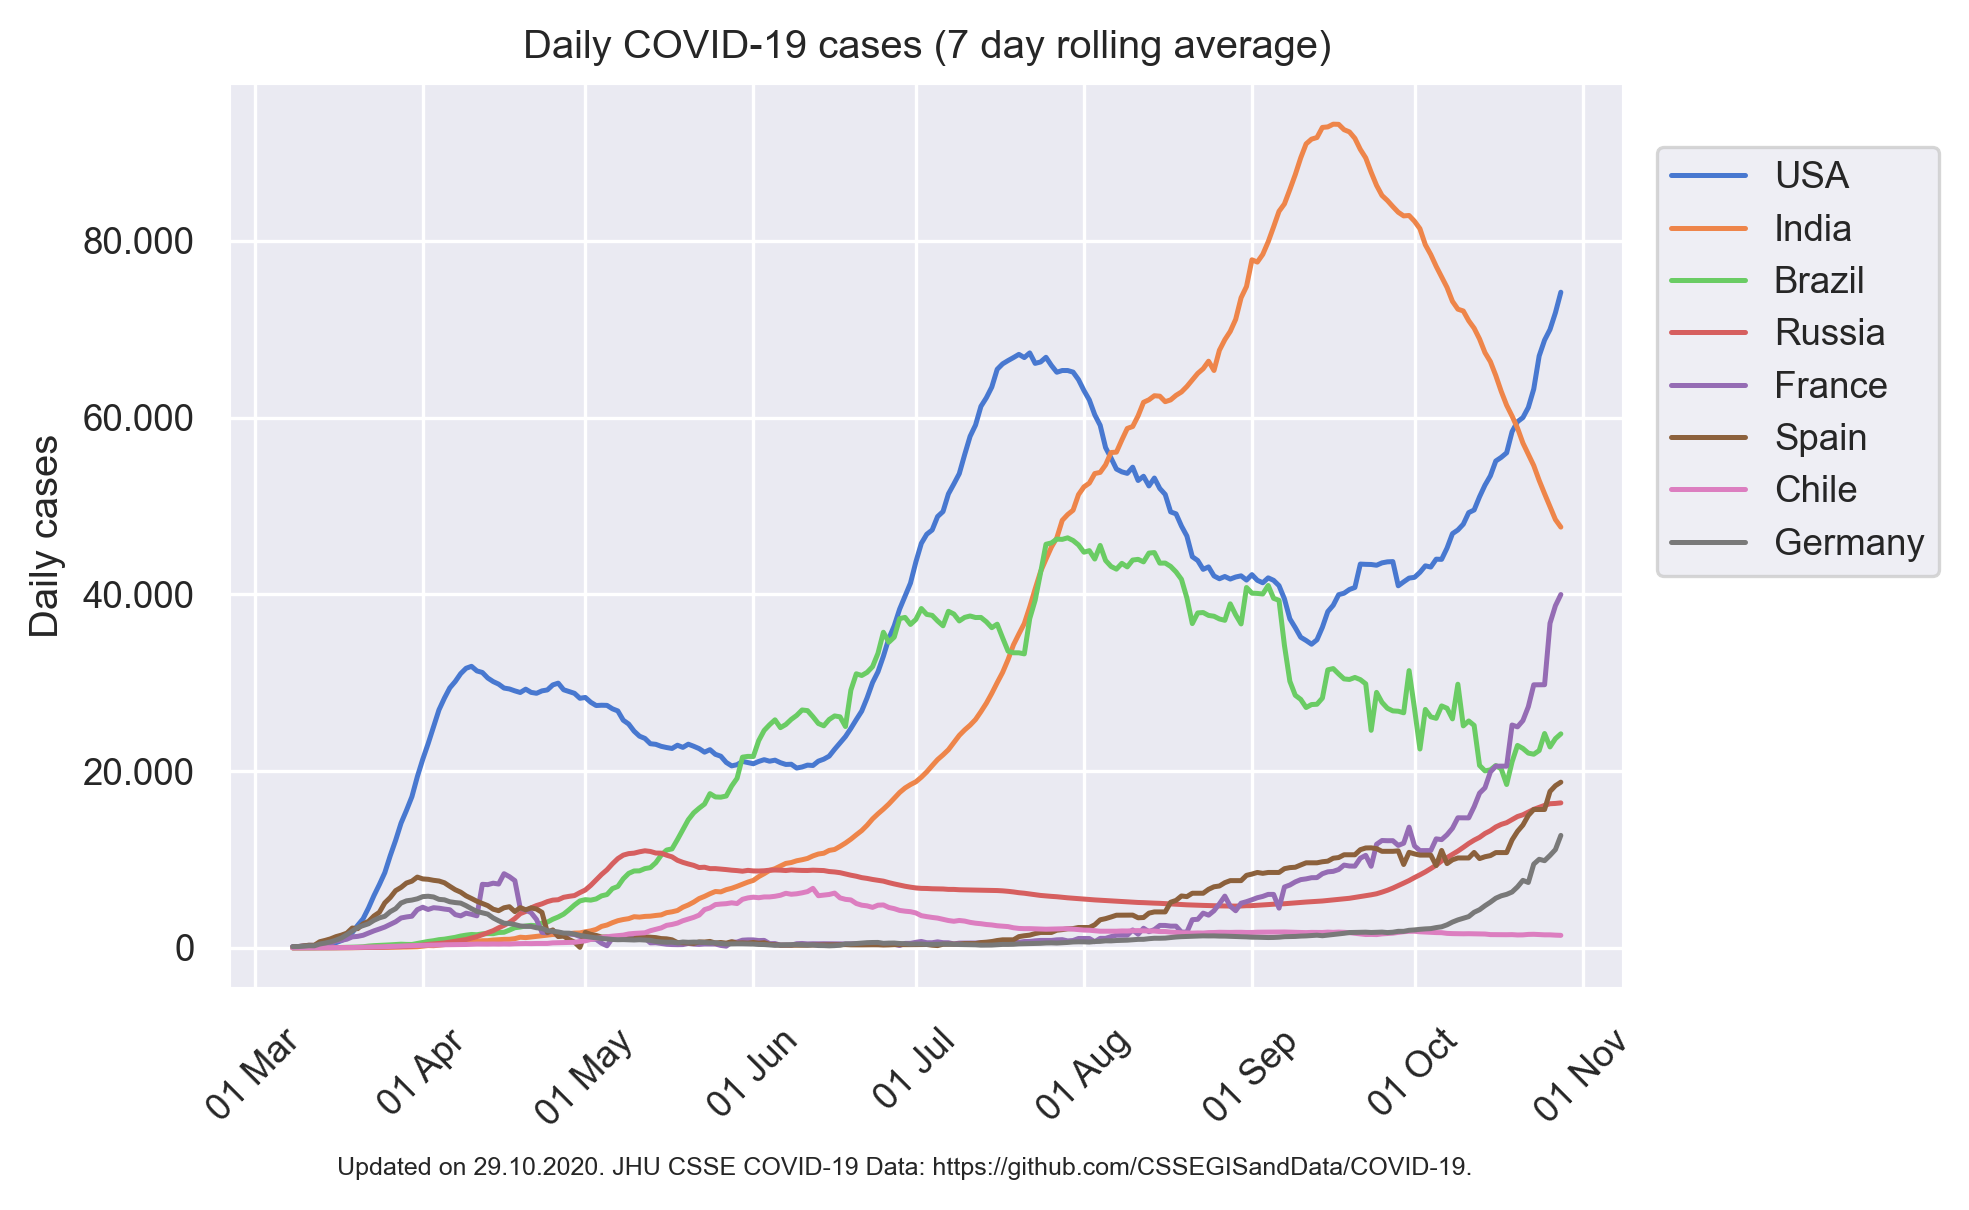 Daily COVID-19 cases (7 day rolling average)
80.000
60.000
40.000
20.000
0
Daily cases
01 Mar
01 Apr
01 May
01 Jun
01 Jul
01 Aug
01 Sep
01 Oct
01 Nov
USA
India
Brazil
Russia
France
Spain
Chile
Germany
Updated on 29.10.2020. JHU CSSE COVID-19 Data: https://github.com/CSSEGISandData/COVID-19.